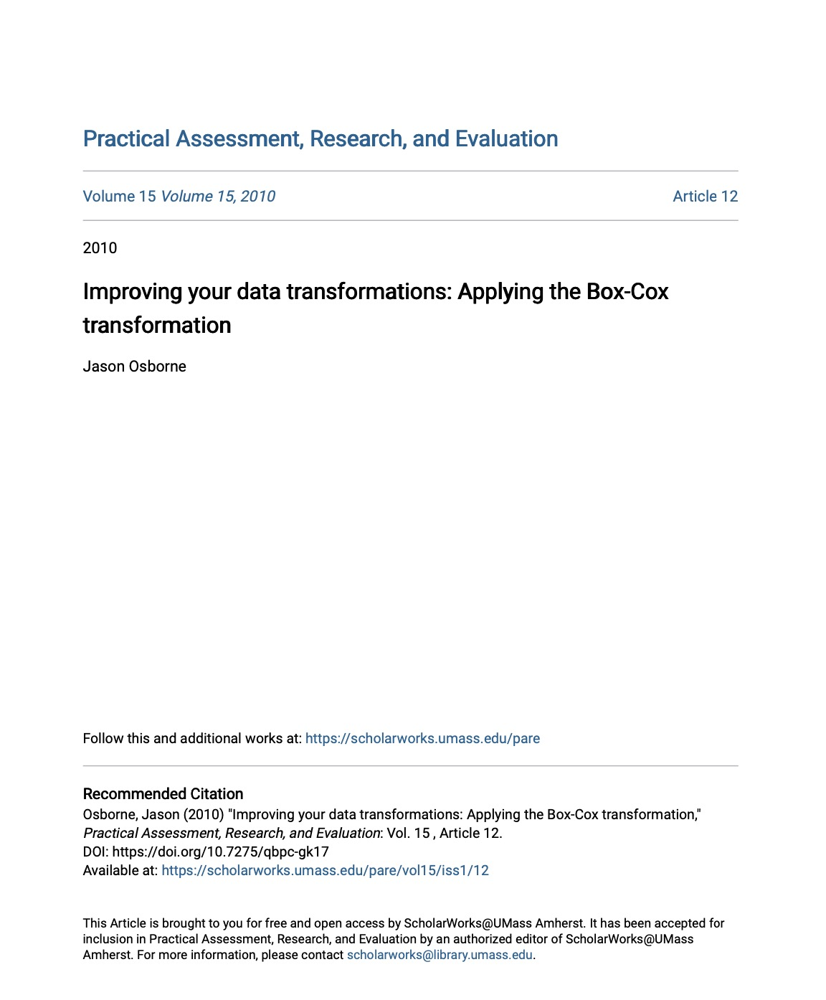 Practical Assessment, Research, and Evaluation
Volume 15 Volume 15, 2010 Article 12
2010
Improving your data transformations: Applying the Box-Cox
transformation
Jason Osborne
Follow this and additional works at: https://scholarworks.umass.edu/pare
Recommended Citation
Osborne, Jason (2010) "Improving your data transformations: Applying the Box-Cox transformation,"
Practical Assessment, Research, and Evaluation: Vol. 15 , Article 12.
DOI: https://doi.org/10.7275/qbpc-gk17
Available at: https://scholarworks.umass.edu/pare/vol15/iss1/12
This Article is brought to you for free and open access by ScholarWorks@UMass Amherst. It has been accepted for
inclusion in Practical Assessment, Research, and Evaluation by an authorized editor of ScholarWorks@UMass
Amherst. For more information, please contact scholarworks@library.umass.edu.